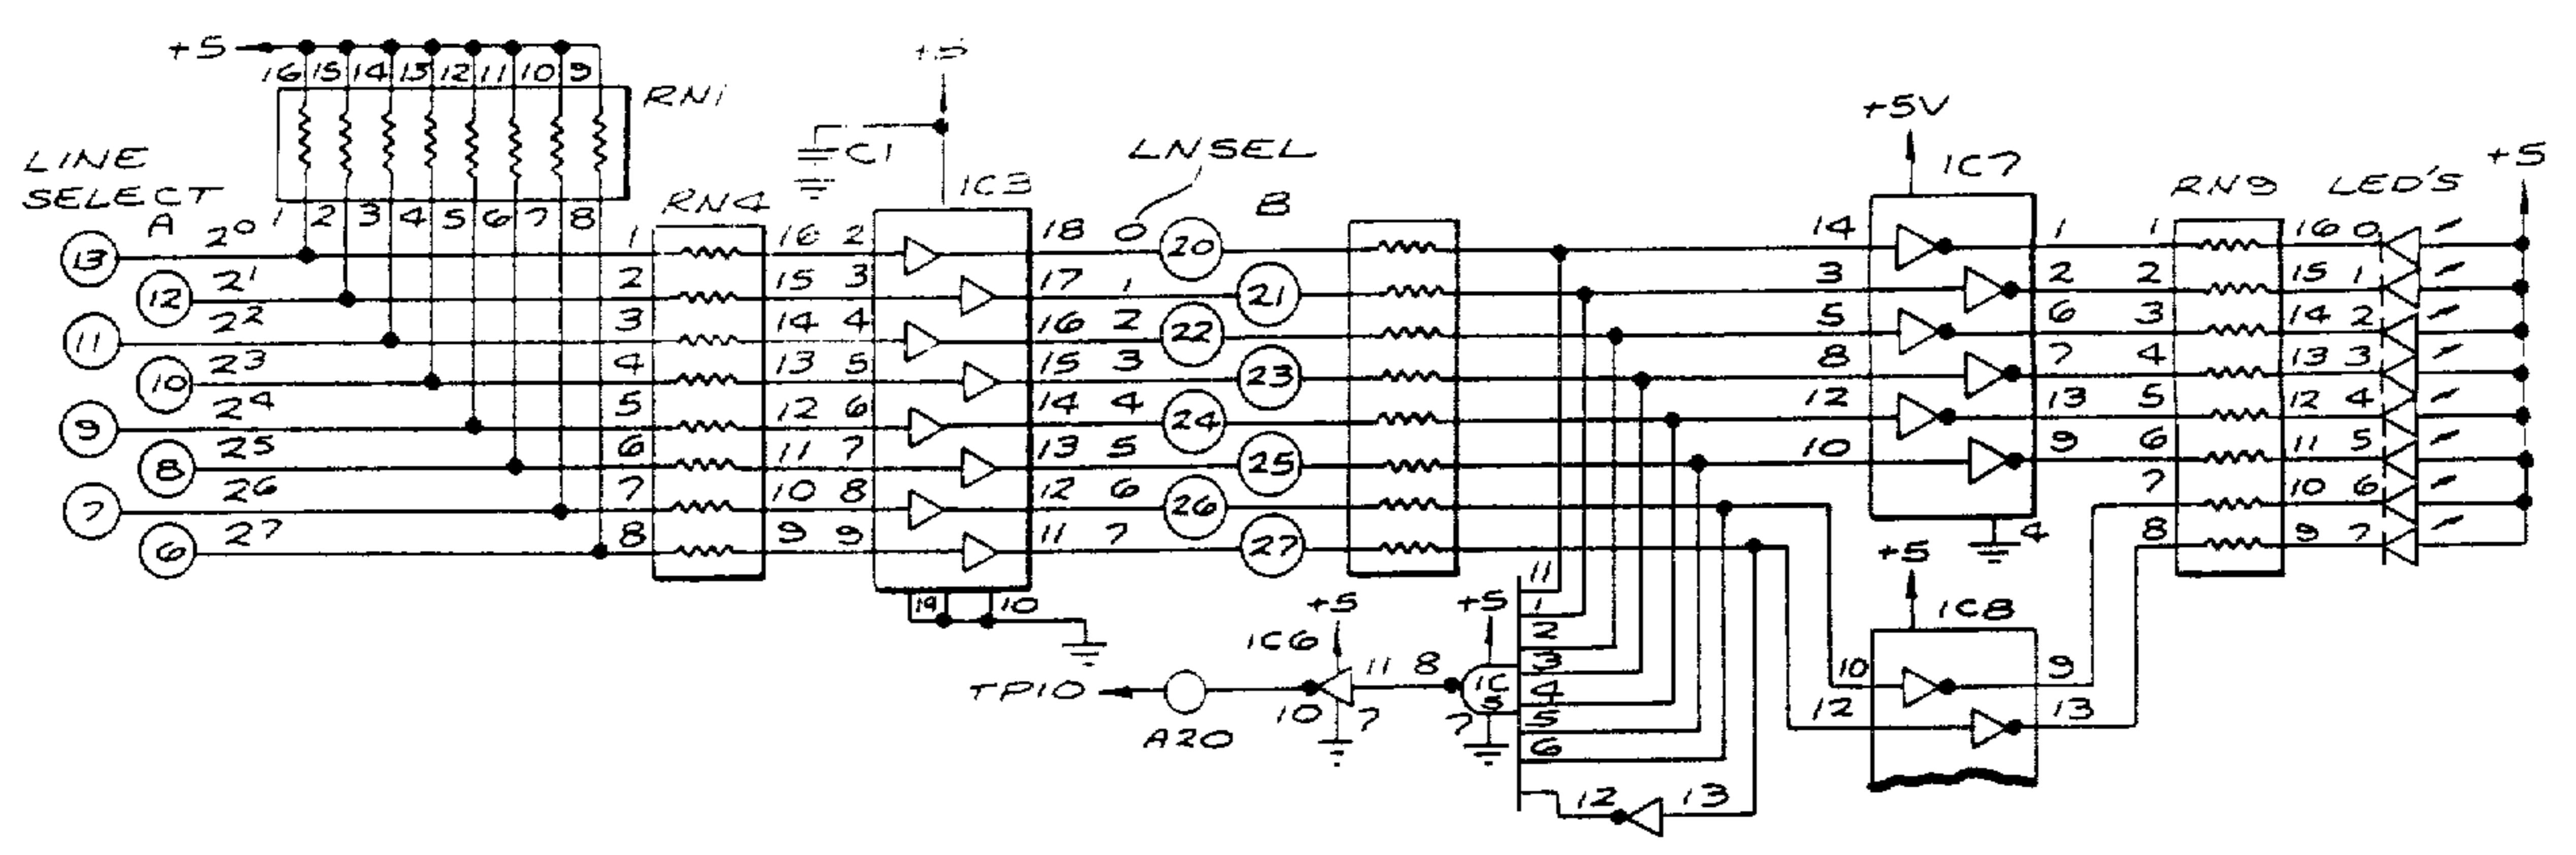 +5
+5
16 15 14 13 12 11 10 9
RN1
+5V
LINE
SELECT
A
C1
LNSEL
B
IC3
IC7
RN9
LED'S
+5
1 2 3 4 5 6 7 8
RN4
13 2⁰ 1 16 2 18 0 20 14 1 1 16 0
12 2¹ 2 15 3 17 1 21 3 2 2 15 1
11 2² 3 14 4 16 2 22 5 6 3 14 2
10 2³ 4 13 5 15 3 23 8 7 4 13 3
9 2⁴ 5 12 6 14 4 24 12 13 5 12 4
8 2⁵ 6 11 7 13 5 25 10 9 6 11 5
7 2⁶ 7 10 8 12 6 26 7 10 6
6 2⁷ 8 9 9 11 7 27 8 9 7
4
19 10
+5
IC8
11
1
2
3
4
5
6
+5
IC6
+5
IC
5
7
TP10
A20
10
7
11 8
10 9
12 13
12 13